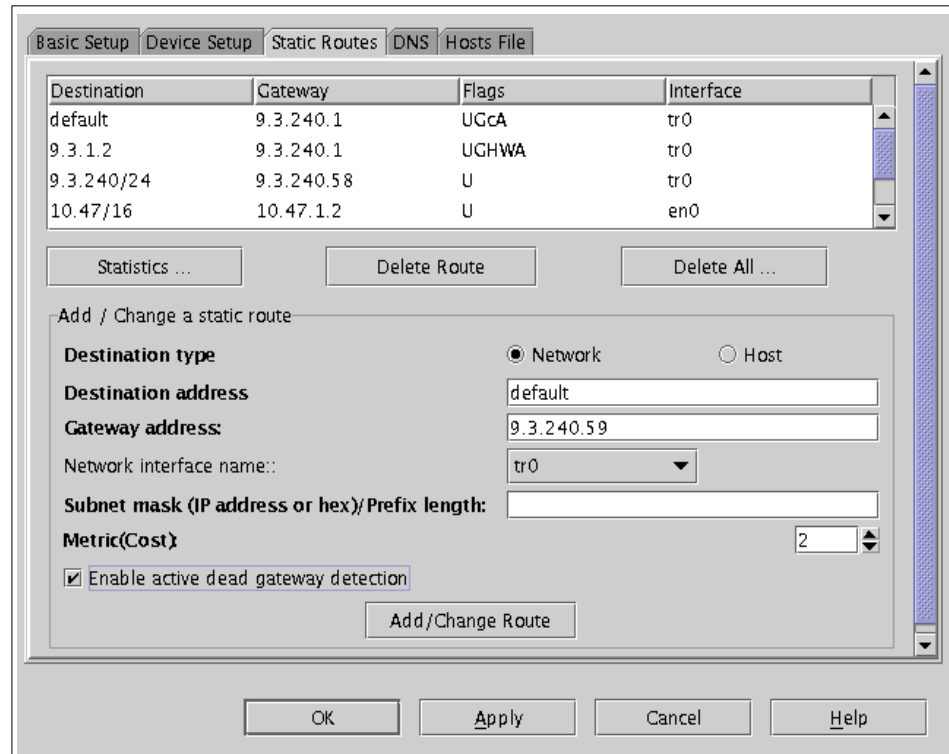 Basic Setup Device Setup Static Routes DNS Hosts File
Destination Gateway Flags Interface
default 9.3.240.1 UGcA tr0
9.3.1.2 9.3.240.1 UGHWA tr0
9.3.240/24 9.3.240.58 U tr0
10.47/16 10.47.1.2 U en0
Statistics ... Delete Route Delete All ...
Add / Change a static route
Destination type Network Host
Destination address default
Gateway address: 9.3.240.59
Network interface name:: tr0
Subnet mask (IP address or hex)/Prefix length:
Metric(Cost): 2
Enable active dead gateway detection
Add/Change Route
OK Apply Cancel Help